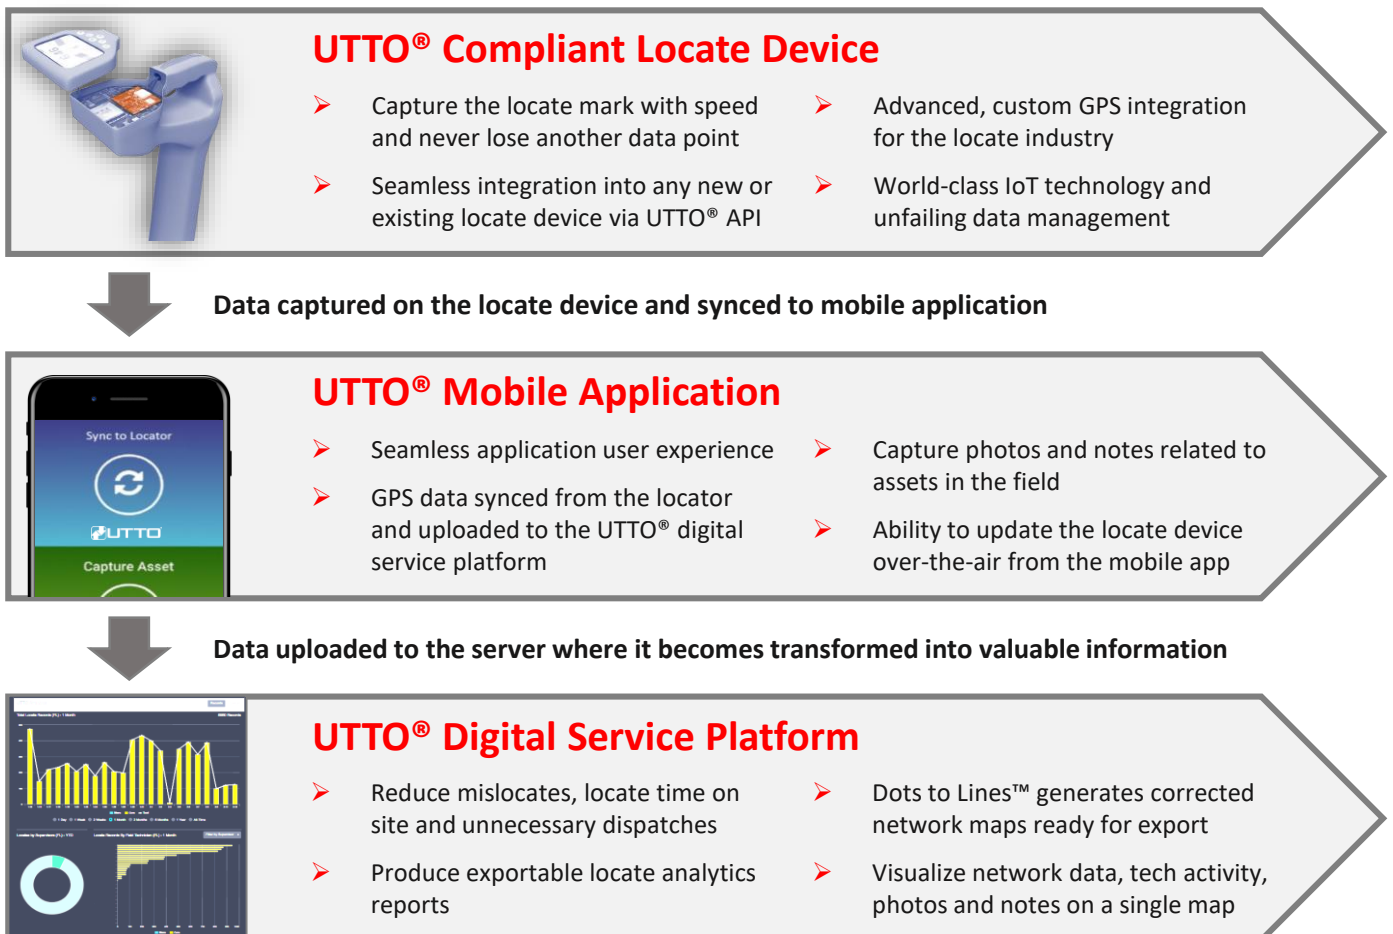 UTTO® Compliant Locate Device
➢ Capture the locate mark with speed
and never lose another data point
➢ Seamless integration into any new or
existing locate device via UTTO® API
➢ Advanced, custom GPS integration
for the locate industry
➢ World-class IoT technology and
unfailing data management
Data captured on the locate device and synced to mobile application
Sync to Locator
UTTO
Capture Asset
UTTO® Mobile Application
➢ Seamless application user experience
➢ GPS data synced from the locator
and uploaded to the UTTO® digital
service platform
➢ Capture photos and notes related to
assets in the field
➢ Ability to update the locate device
over-the-air from the mobile app
Data uploaded to the server where it becomes transformed into valuable information
UTTO® Digital Service Platform
➢ Reduce mislocates, locate time on
site and unnecessary dispatches
➢ Produce exportable locate analytics
reports
➢ Dots to Lines™ generates corrected
network maps ready for export
➢ Visualize network data, tech activity,
photos and notes on a single map